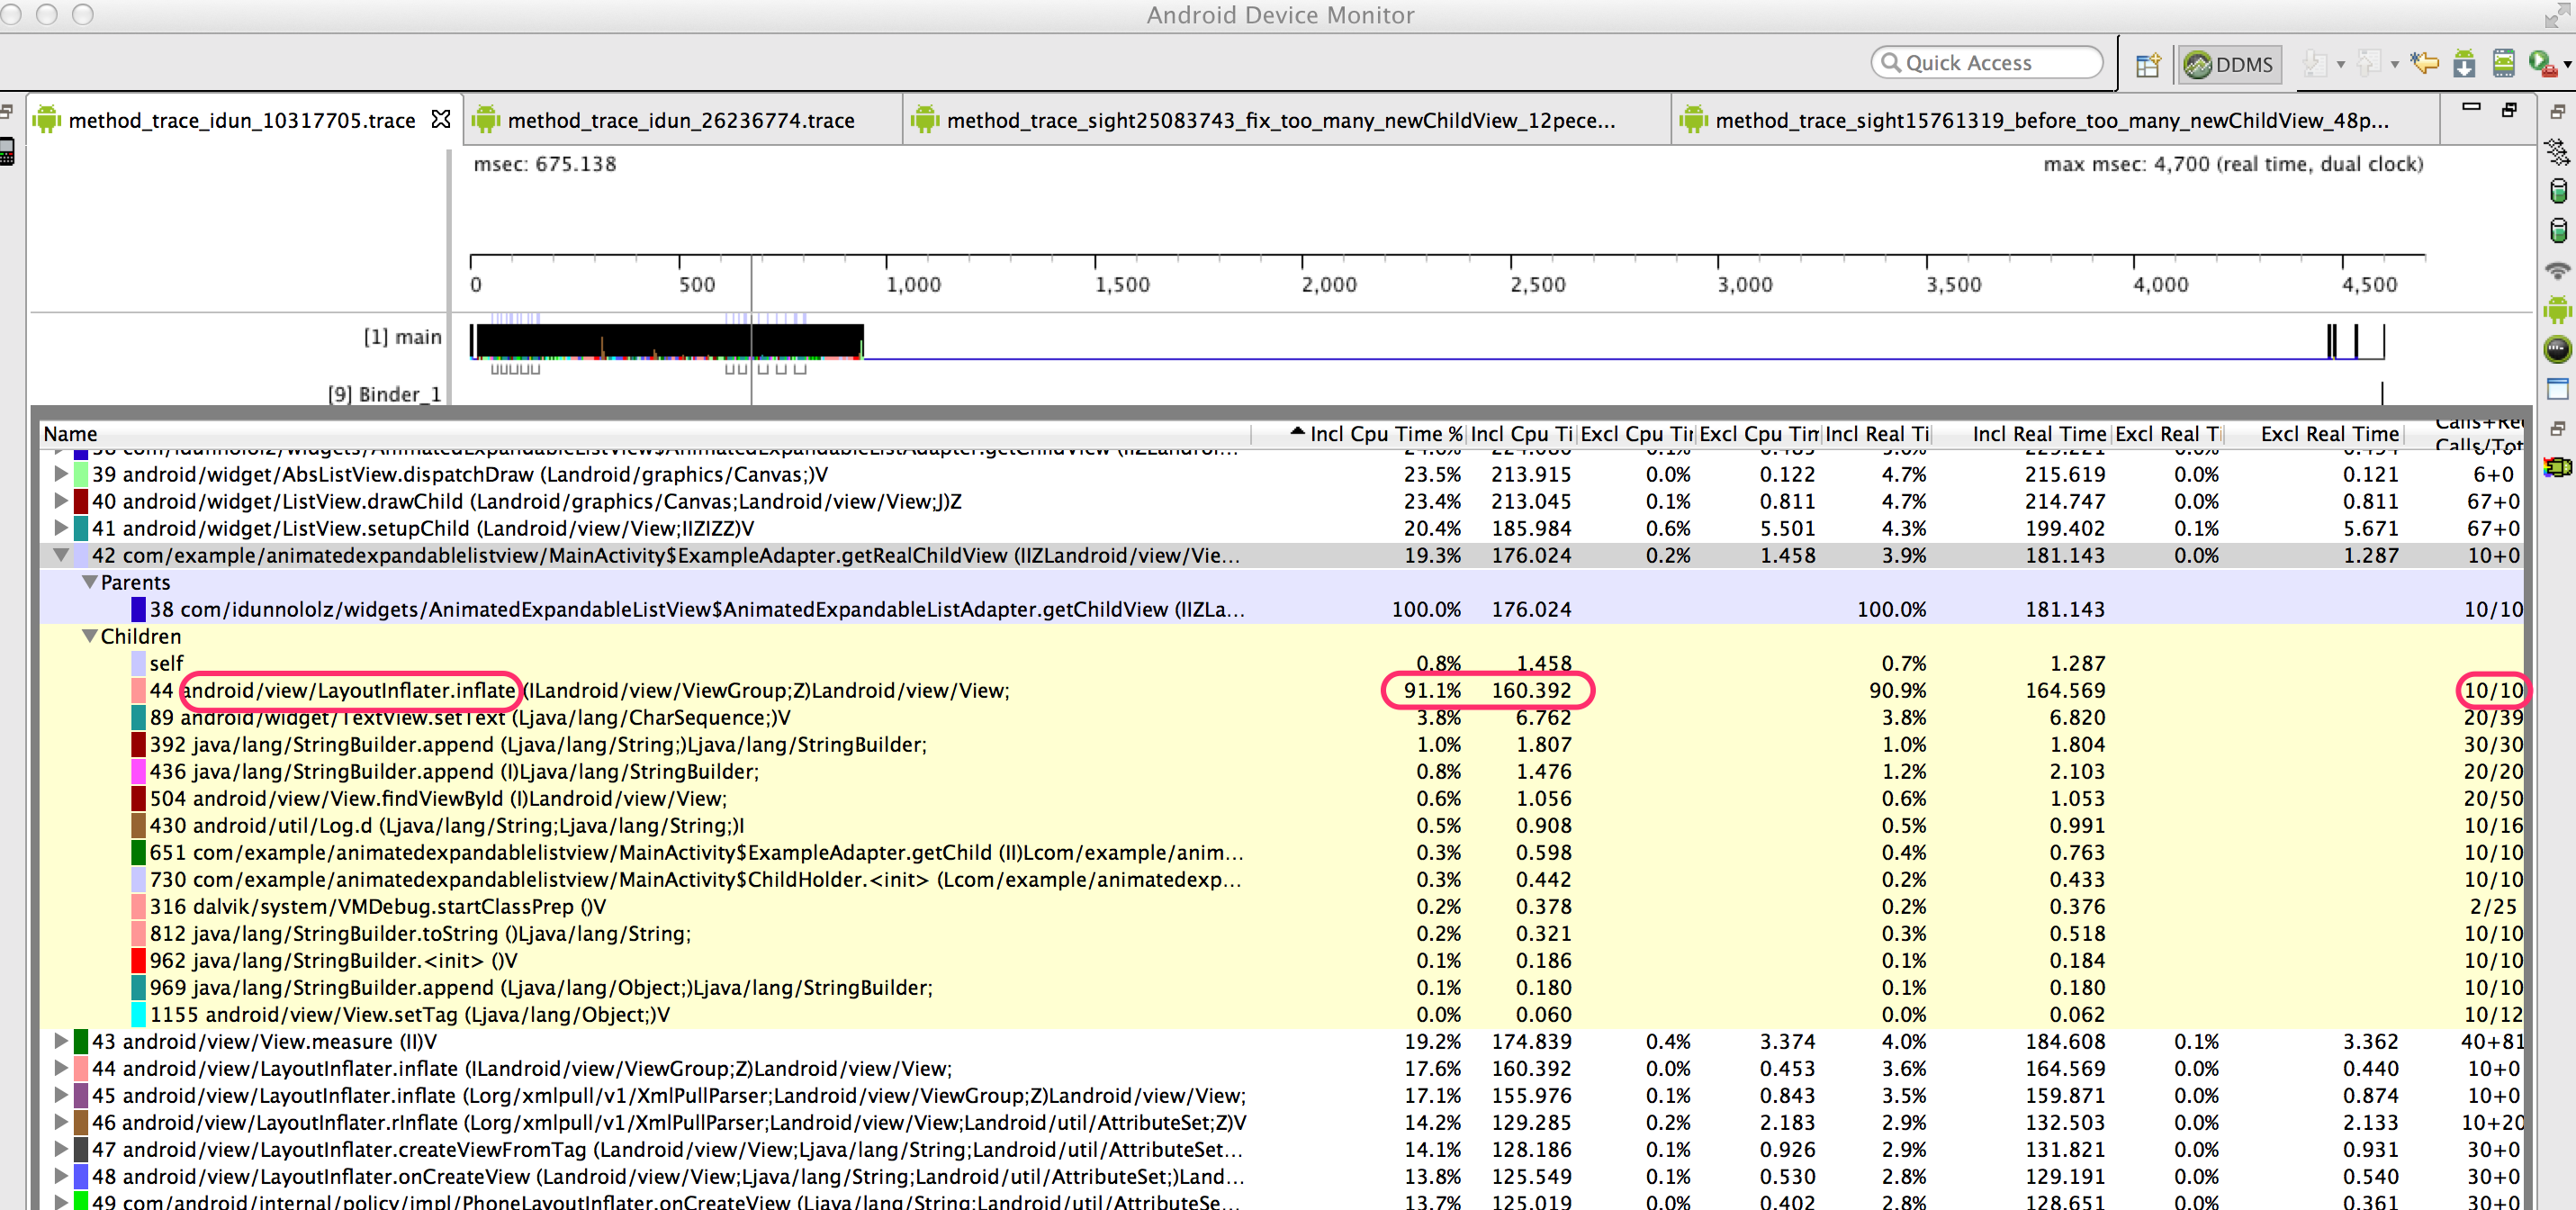 Android Device Monitor
Quick Access
DDMS
method_trace_idun_10317705.trace
method_trace_idun_26236774.trace
method_trace_sight25083743_fix_too_many_newChildView_12pece...
method_trace_sight15761319_before_too_many_newChildView_48p...
msec: 675.138
max msec: 4,700 (real time, dual clock)
0 500 1,000 1,500 2,000 2,500 3,000 3,500 4,000 4,500
[1] main
[9] Binder_1
Name Incl Cpu Time % Incl Cpu Ti Excl Cpu Tir Excl Cpu Tim Incl Real Ti Incl Real Time Excl Real Ti Excl Real Time Calls+Re
Calls/Tot
39 android/widget/AbsListView.dispatchDraw (Landroid/graphics/Canvas;)V 23.5% 213.915 0.0% 0.122 4.7% 215.619 0.0% 0.121 6+0
40 android/widget/ListView.drawChild (Landroid/graphics/Canvas;Landroid/view/View;J)Z 23.4% 213.045 0.1% 0.811 4.7% 214.747 0.0% 0.811 67+0
41 android/widget/ListView.setupChild (Landroid/view/View;IIZIZZ)V 20.4% 185.984 0.6% 5.501 4.3% 199.402 0.1% 5.671 67+0
42 com/example/animatedexpandablelistview/MainActivity$ExampleAdapter.getRealChildView (IIZLandroid/view/Vie... 19.3% 176.024 0.2% 1.458 3.9% 181.143 0.0% 1.287 10+0
Parents
38 com/idunnololz/widgets/AnimatedExpandableListView$AnimatedExpandableListAdapter.getChildView (IIZLa... 100.0% 176.024 100.0% 181.143 10/10
Children
self 0.8% 1.458 0.7% 1.287
44 android/view/LayoutInflater.inflate (ILandroid/view/ViewGroup;Z)Landroid/view/View; 91.1% 160.392 90.9% 164.569 10/10
89 android/widget/TextView.setText (Ljava/lang/CharSequence;)V 3.8% 6.762 3.8% 6.820 20/39
392 java/lang/StringBuilder.append (Ljava/lang/String;)Ljava/lang/StringBuilder; 1.0% 1.807 1.0% 1.804 30/30
436 java/lang/StringBuilder.append (I)Ljava/lang/StringBuilder; 0.8% 1.476 1.2% 2.103 20/20
504 android/view/View.findViewById (I)Landroid/view/View; 0.6% 1.056 0.6% 1.053 20/50
430 android/util/Log.d (Ljava/lang/String;Ljava/lang/String;)I 0.5% 0.908 0.5% 0.991 10/16
651 com/example/animatedexpandablelistview/MainActivity$ExampleAdapter.getChild (II)Lcom/example/anim... 0.3% 0.598 0.4% 0.763 10/10
730 com/example/animatedexpandablelistview/MainActivity$ChildHolder.<init> (Lcom/example/animatedexp... 0.3% 0.442 0.2% 0.433 10/10
316 dalvik/system/VMDebug.startClassPrep ()V 0.2% 0.378 0.2% 0.376 2/25
812 java/lang/StringBuilder.toString ()Ljava/lang/String; 0.2% 0.321 0.3% 0.518 10/10
962 java/lang/StringBuilder.<init> ()V 0.1% 0.186 0.1% 0.184 10/10
969 java/lang/StringBuilder.append (Ljava/lang/Object;)Ljava/lang/StringBuilder; 0.1% 0.180 0.1% 0.180 10/10
1155 android/view/View.setTag (Ljava/lang/Object;)V 0.0% 0.060 0.0% 0.062 10/12
43 android/view/View.measure (II)V 19.2% 174.839 0.4% 3.374 4.0% 184.608 0.1% 3.362 40+81
44 android/view/LayoutInflater.inflate (ILandroid/view/ViewGroup;Z)Landroid/view/View; 17.6% 160.392 0.0% 0.453 3.6% 164.569 0.0% 0.440 10+0
45 android/view/LayoutInflater.inflate (Lorg/xmlpull/v1/XmlPullParser;Landroid/view/ViewGroup;Z)Landroid/view/View; 17.1% 155.976 0.1% 0.843 3.5% 159.871 0.0% 0.874 10+0
46 android/view/LayoutInflater.rInflate (Lorg/xmlpull/v1/XmlPullParser;Landroid/view/View;Landroid/util/AttributeSet;Z)V 14.2% 129.285 0.2% 2.183 2.9% 132.503 0.0% 2.133 10+20
47 android/view/LayoutInflater.createViewFromTag (Landroid/view/View;Ljava/lang/String;Landroid/util/AttributeSet... 14.1% 128.186 0.1% 0.926 2.9% 131.821 0.0% 0.931 30+0
48 android/view/LayoutInflater.onCreateView (Landroid/view/View;Ljava/lang/String;Landroid/util/AttributeSet;)Land... 13.8% 125.549 0.1% 0.530 2.8% 129.191 0.0% 0.540 30+0
49 com/android/internal/policy/impl/PhoneLayoutInflater.onCreateView (Ljava/lang/String;Landroid/util/AttributeSe... 13.7% 125.019 0.0% 0.402 2.8% 128.651 0.0% 0.361 30+0